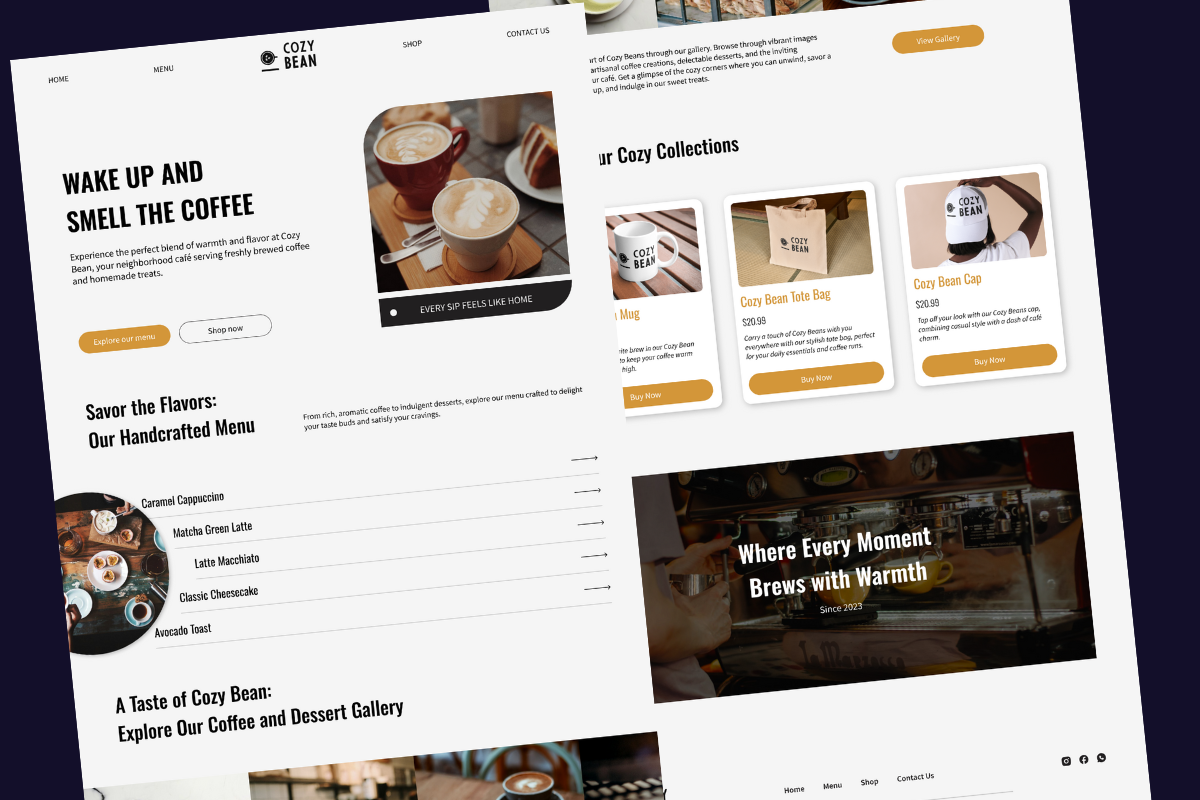 HOME
MENU
COZY
BEAN
SHOP
CONTACT US
WAKE UP AND
SMELL THE COFFEE
Experience the perfect blend of warmth and flavor at Cozy
Bean, your neighborhood café serving freshly brewed coffee
and homemade treats.
Explore our menu
Shop now
EVERY SIP FEELS LIKE HOME
Savor the Flavors:
Our Handcrafted Menu
From rich, aromatic coffee to indulgent desserts, explore our menu crafted to delight
your taste buds and satisfy your cravings.
Caramel Cappuccino
Matcha Green Latte
Latte Macchiato
Classic Cheesecake
Avocado Toast
A Taste of Cozy Bean:
Explore Our Coffee and Dessert Gallery
of Cozy Beans through our gallery. Browse through vibrant images
artisanal coffee creations, delectable desserts, and the inviting
ur café. Get a glimpse of the cozy corners where you can unwind, savor a
up, and indulge in our sweet treats.
View Gallery
ur Cozy Collections
COZY
BEAN
Mug
rite brew in our Cozy Bean
to keep your coffee warm
high.
Buy Now
COZY
BEAN
Cozy Bean Tote Bag
$20.99
Carry a touch of Cozy Beans with you
everywhere with our stylish tote bag, perfect
for your daily essentials and coffee runs.
Buy Now
COZY
BEAN
Cozy Bean Cap
$20.99
Top off your look with our Cozy Beans cap,
combining casual style with a dash of café
charm.
Buy Now
Where Every Moment
Brews with Warmth
Since 2023
Home
Menu
Shop
Contact Us